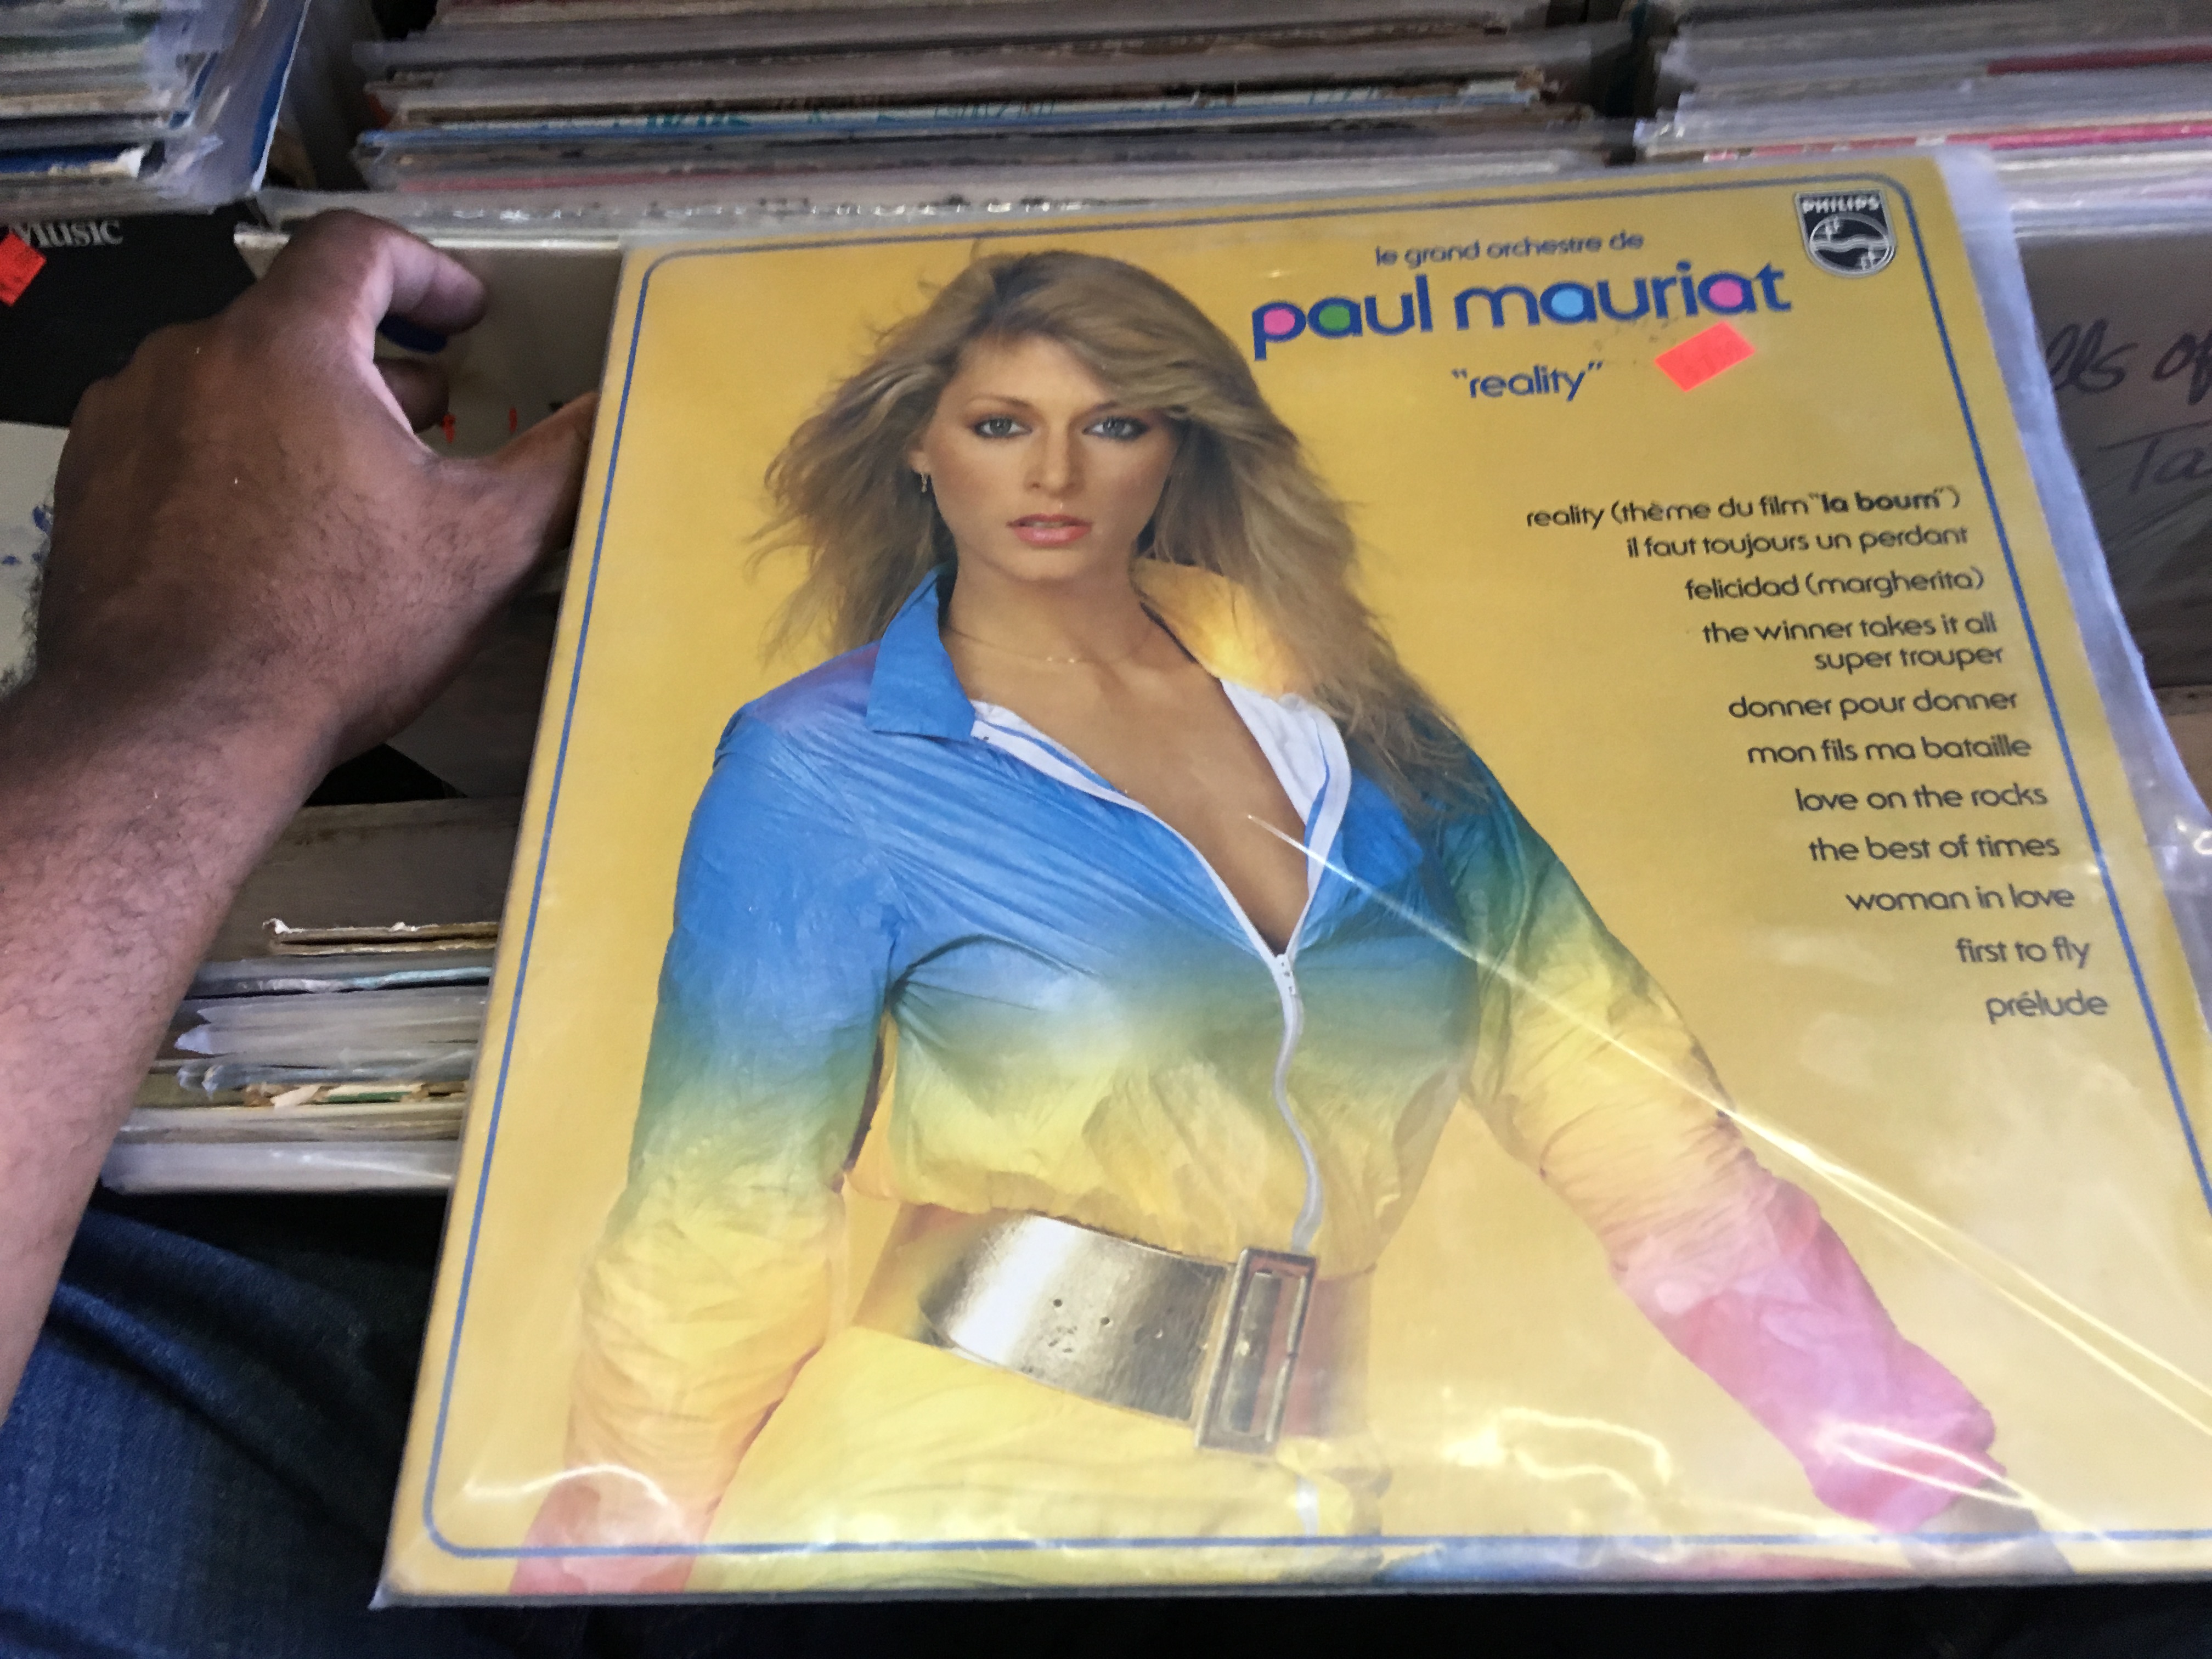 Music
PHILIPS
le grand orchestre de
paul mauriat
"reality"
reality (thème du film "la boum")
il faut toujours un perdant
felicidad (margherita)
the winner takes it all
super trouper
donner pour donner
mon fils ma bataille
love on the rocks
the best of times
woman in love
first to fly
prélude